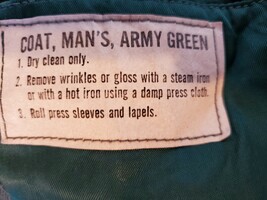 COAT, MAN'S, ARMY GREEN
1. Dry clean only.
2. Remove wrinkles or gloss with a steam iron
or with a hot iron using a damp press cloth.
3. Roll press sleeves and lapels.